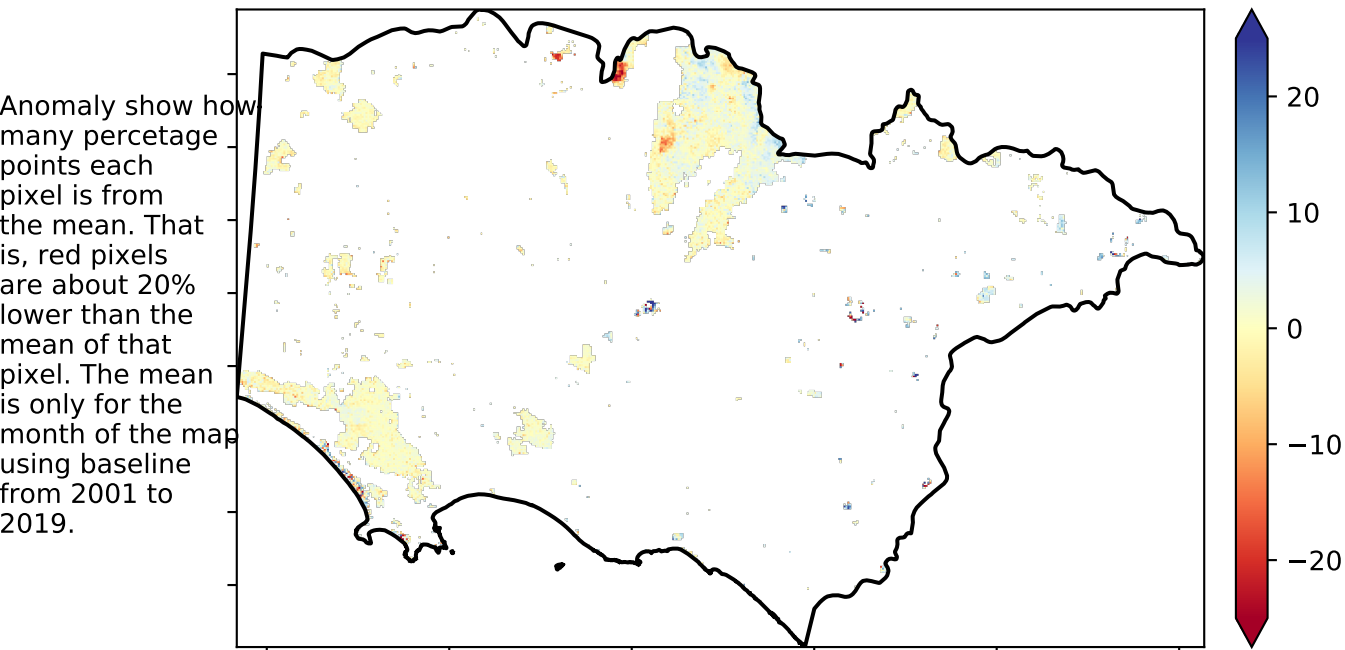 Anomaly show how
many percetage
points each
pixel is from
the mean. That
is, red pixels
are about 20%
lower than the
mean of that
pixel. The mean
is only for the
month of the map
using baseline
from 2001 to
2019.
20
10
0
−10
−20